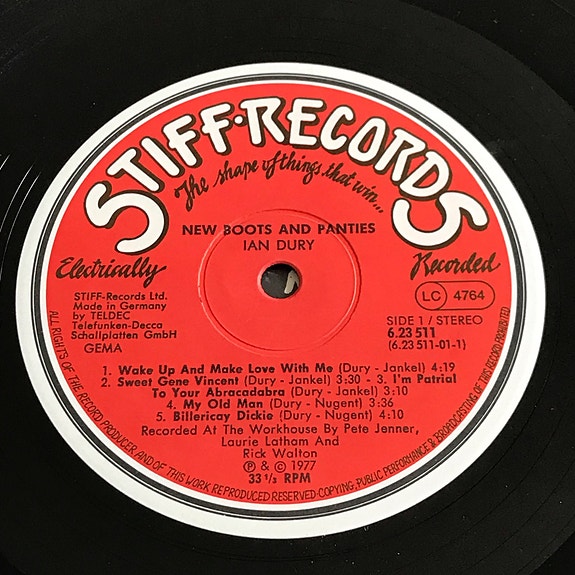 STIFF·RECORDS
The shape of things that win...
NEW BOOTS AND PANTIES
IAN DURY
Electrically
Recorded
STIFF-Records Ltd.
Made in Germany
by TELDEC
Telefunken-Decca
Schallplatten GmbH
GEMA
LC 4764
SIDE 1 / STEREO
6.23 511
(6.23 511-01-1)
1. Wake Up And Make Love With Me (Dury - Jankel) 4:19
2. Sweet Gene Vincent (Dury - Jankel) 3:30 - 3. I'm Patrial
To Your Abracadabra (Dury - Jankel) 3:10
4. My Old Man (Dury - Nugent) 3:36
5. Billericay Dickie (Dury - Nugent) 4:10
Recorded At The Workhouse By Pete Jenner,
Laurie Latham And
Rick Walton
Ⓟ & © 1977
33 1/3 RPM
ALL RIGHTS OF THE RECORD PRODUCER AND OF THIS WORK REPRODUCED RESERVED·COPYING, PUBLIC PERFORMANCE & BROADCASTING OF THIS RECORD PROHIBITED